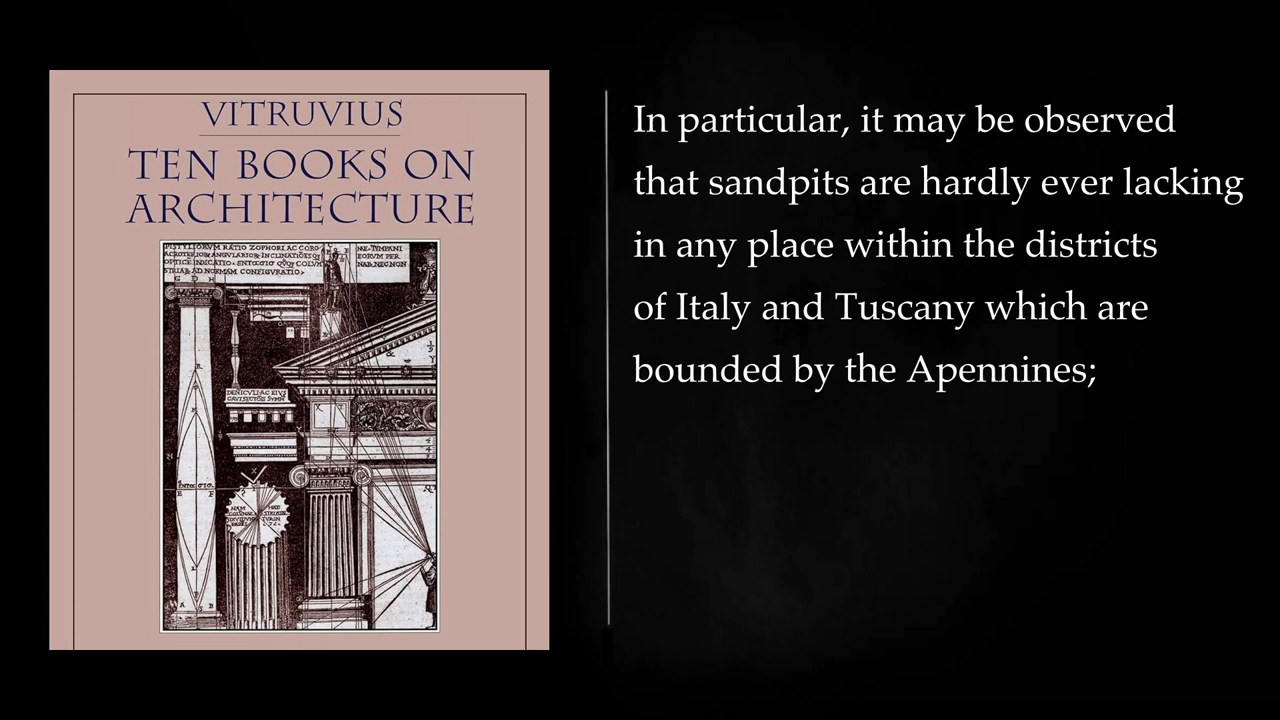 VITRUVIUS
TEN BOOKS ON
ARCHITECTURE
In particular, it may be observed
that sandpits are hardly ever lacking
in any place within the districts
of Italy and Tuscany which are
bounded by the Apennines;